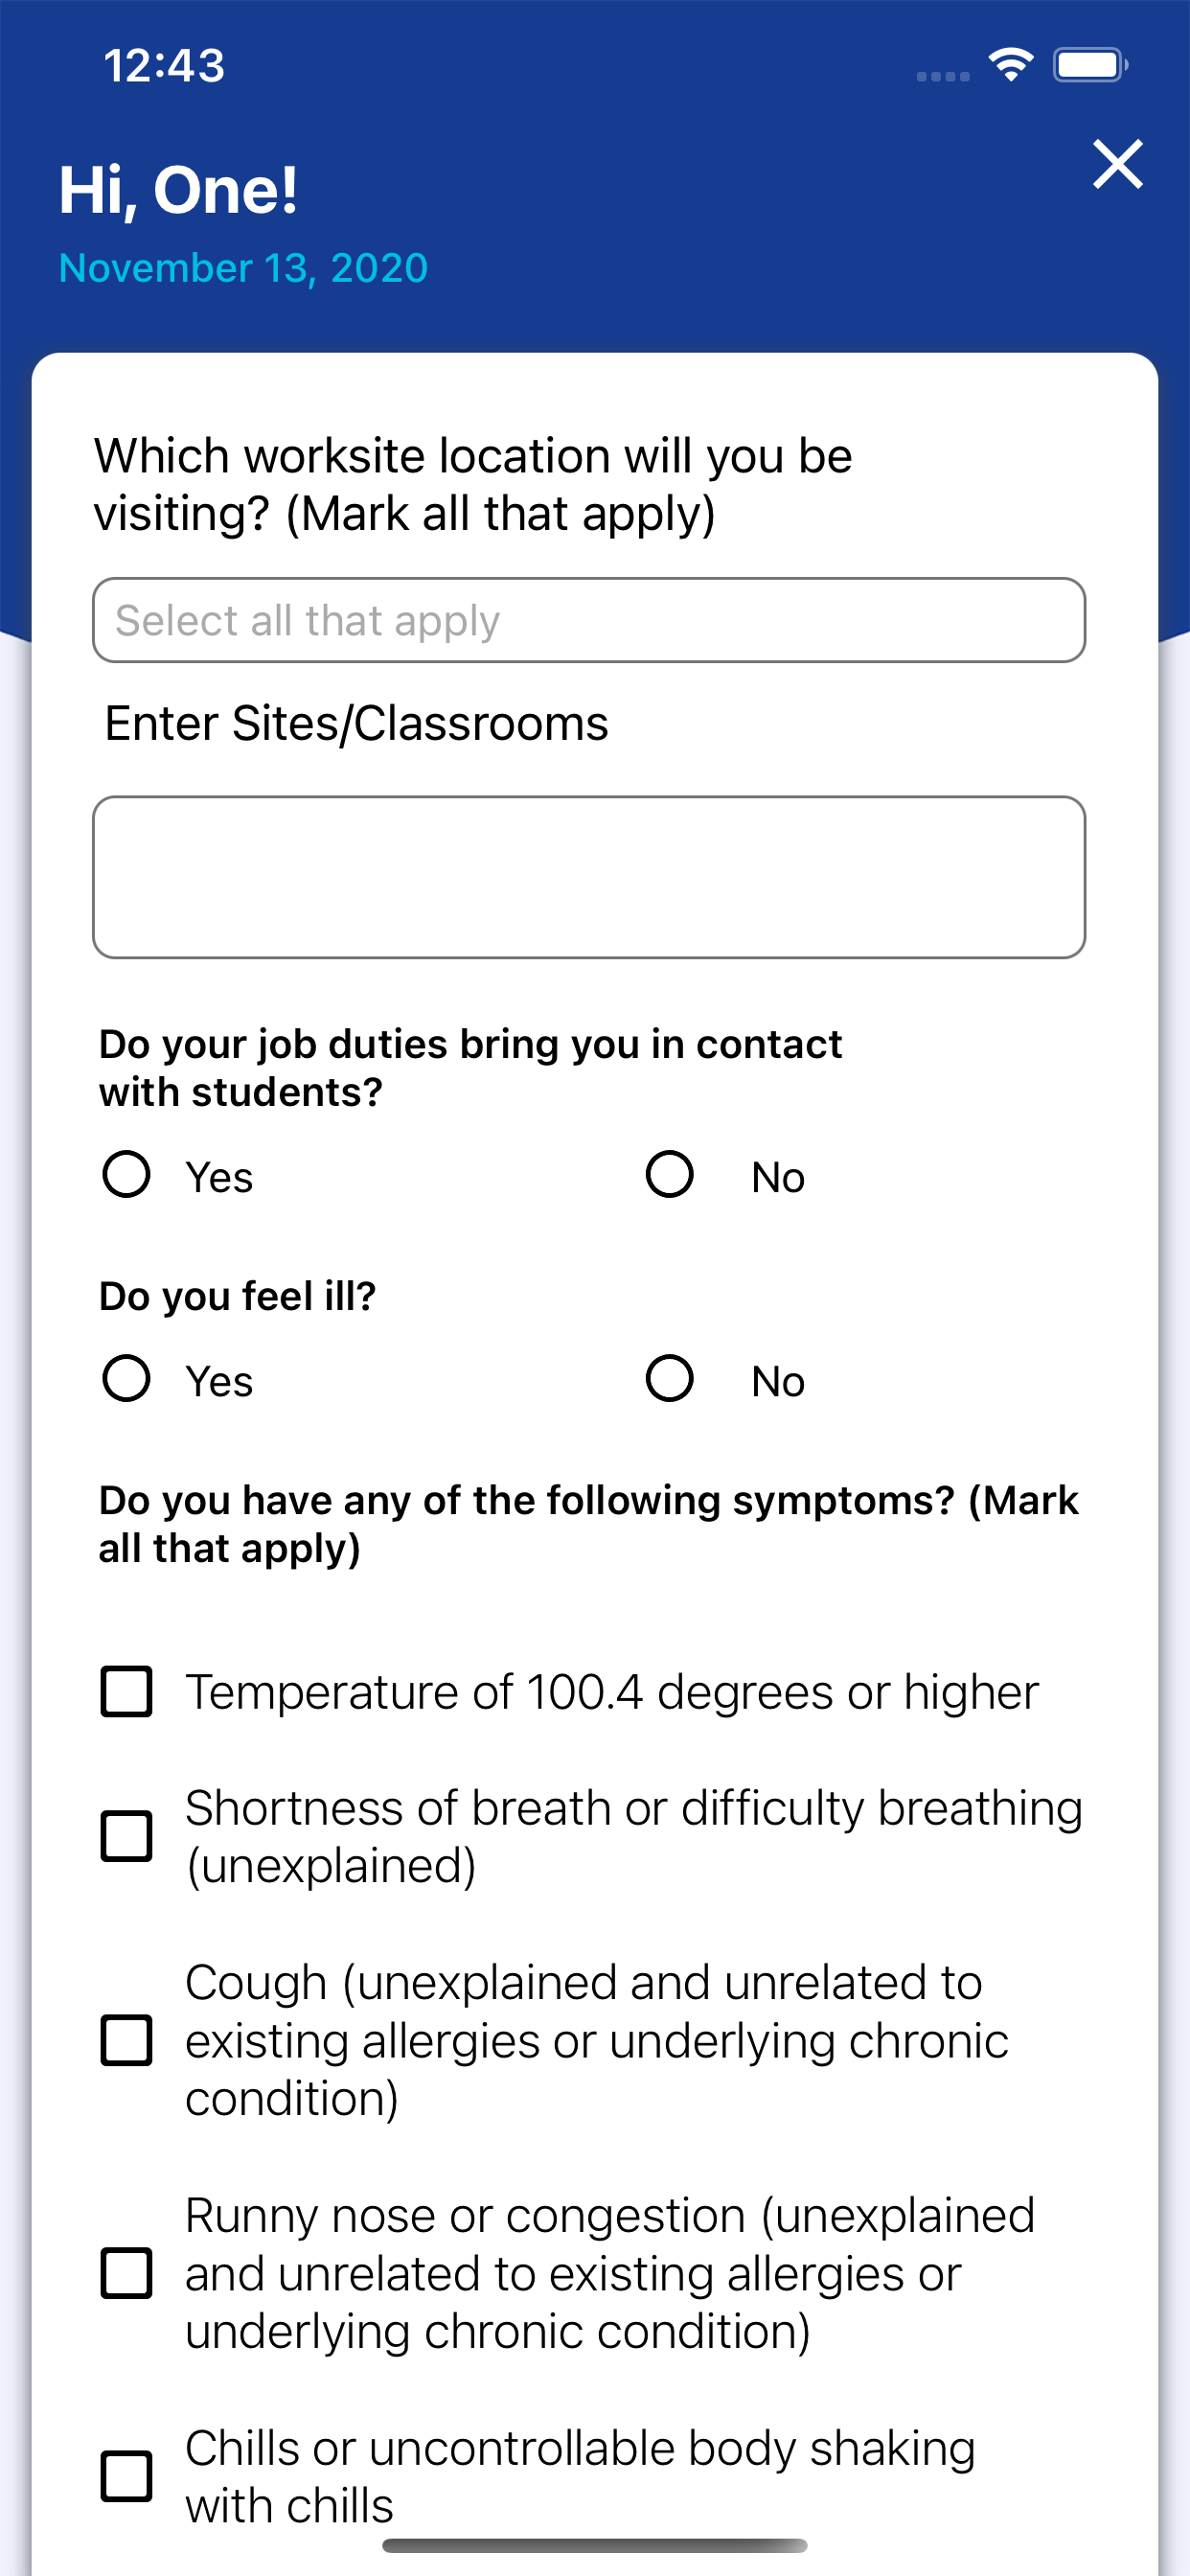 12:43
Hi, One!
November 13, 2020
Which worksite location will you be
visiting? (Mark all that apply)
Select all that apply
Enter Sites/Classrooms
Do your job duties bring you in contact
with students?
Yes No
Do you feel ill?
Yes No
Do you have any of the following symptoms? (Mark
all that apply)
Temperature of 100.4 degrees or higher
Shortness of breath or difficulty breathing
(unexplained)
Cough (unexplained and unrelated to
existing allergies or underlying chronic
condition)
Runny nose or congestion (unexplained
and unrelated to existing allergies or
underlying chronic condition)
Chills or uncontrollable body shaking
with chills